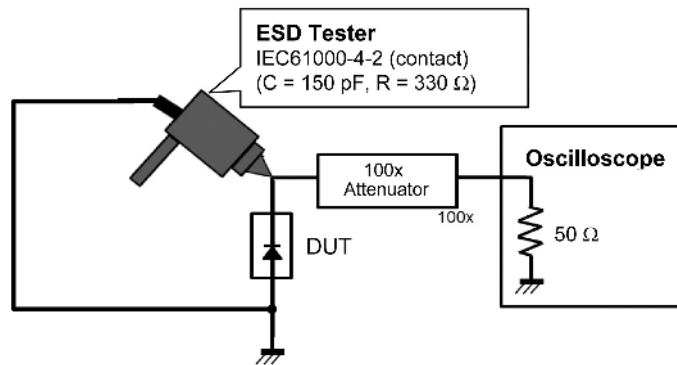 ESD Tester
IEC61000-4-2 (contact)
(C = 150 pF, R = 330 Ω)
100x
Attenuator
100x
Oscilloscope
50 Ω
DUT